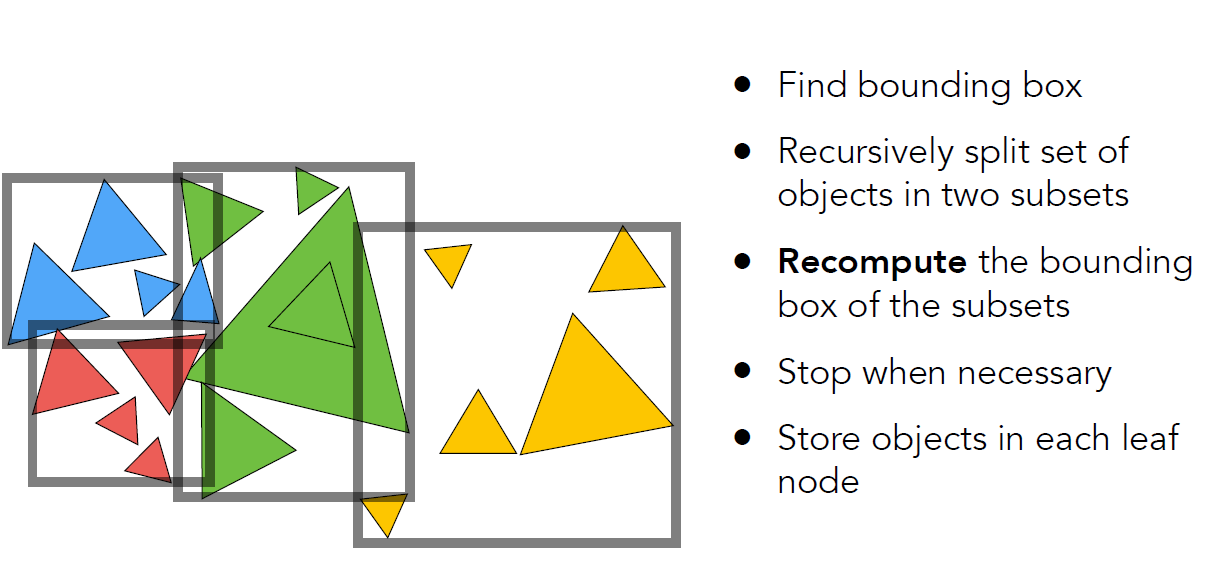 ● Find bounding box
● Recursively split set of
objects in two subsets
● Recompute the bounding
box of the subsets
● Stop when necessary
● Store objects in each leaf
node